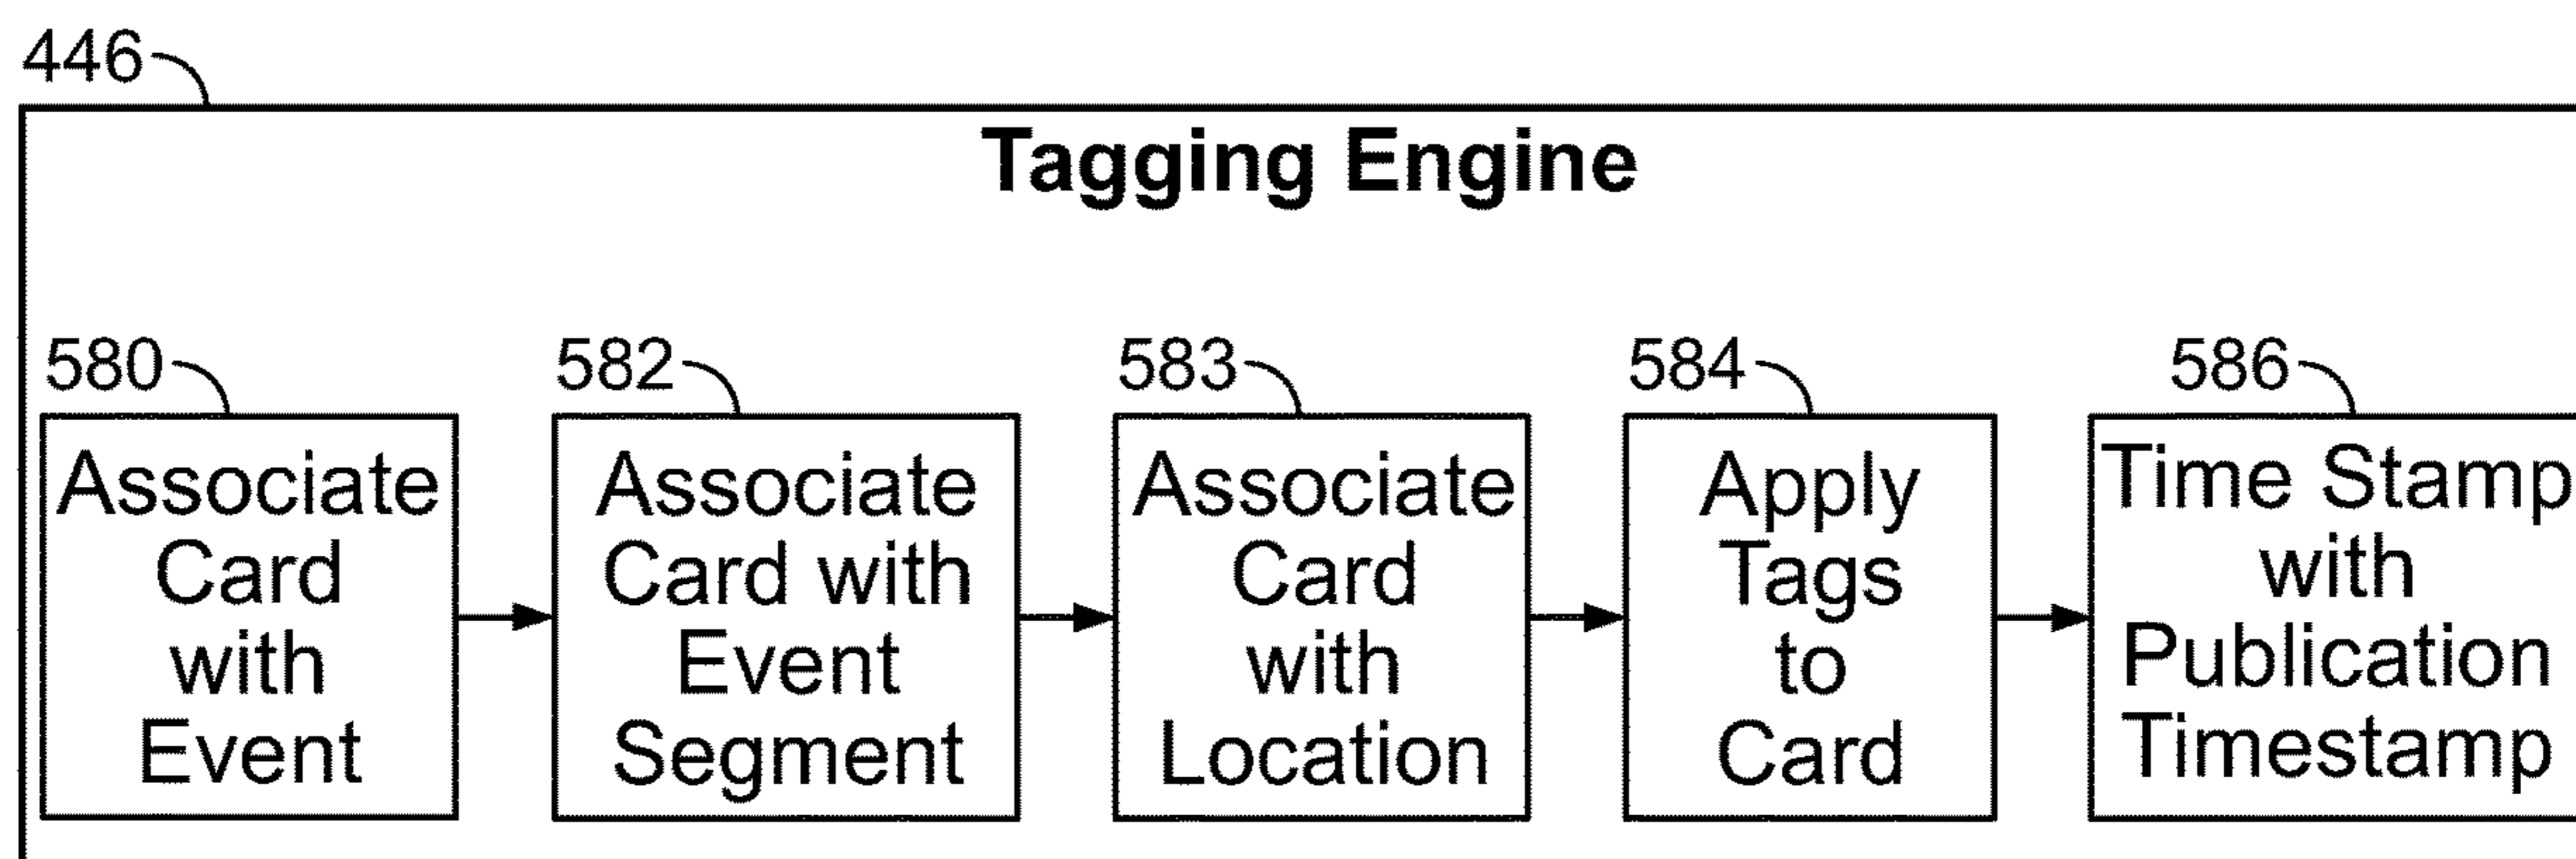 446
Tagging Engine
580
582
583
584
586
Associate
Card
with
Event
Associate
Card with
Event
Segment
Associate
Card
with
Location
Apply
Tags
to
Card
Time Stamp
with
Publication
Timestamp